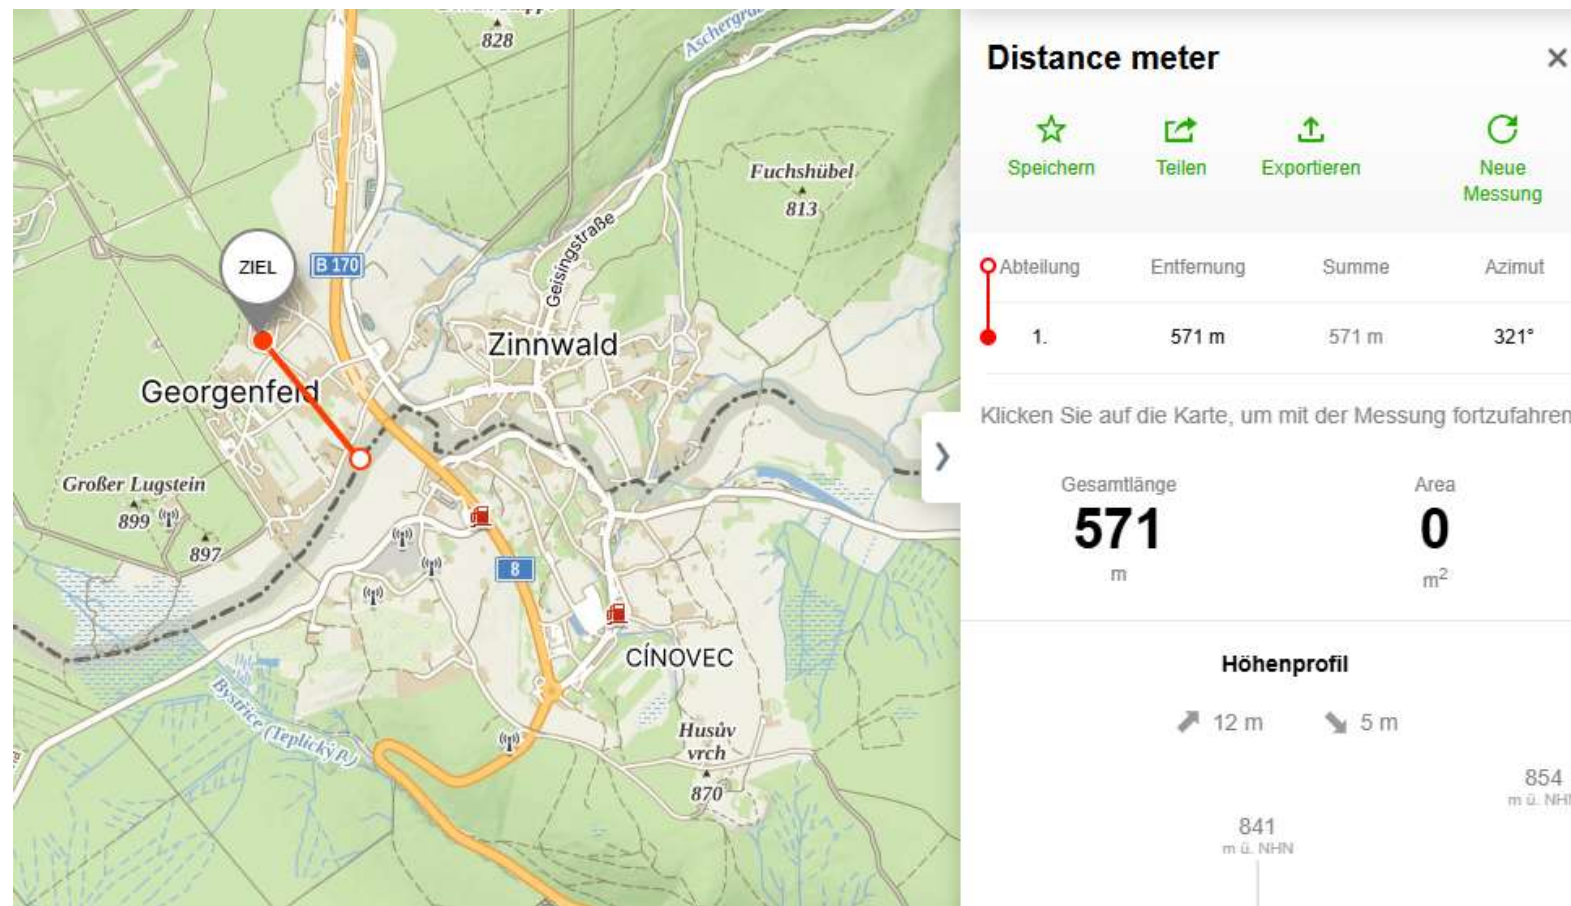 828
Aschergra
Fuchshübel
813
Geisingstraße
ZIEL
B 170
Zinnwald
Georgenfeld
Großer Lugstein
899
897
8
CÍNOVEC
Bystřice (Teplický p.)
Husův
vrch
870
Distance meter
Speichern
Teilen
Exportieren
Neue
Messung
Abteilung Entfernung Summe Azimut
1. 571 m 571 m 321°
Klicken Sie auf die Karte, um mit der Messung fortzufahren
Gesamtlänge Area
571 0
m m²
Höhenprofil
12 m 5 m
854
m ü. NHN
841
m ü. NHN